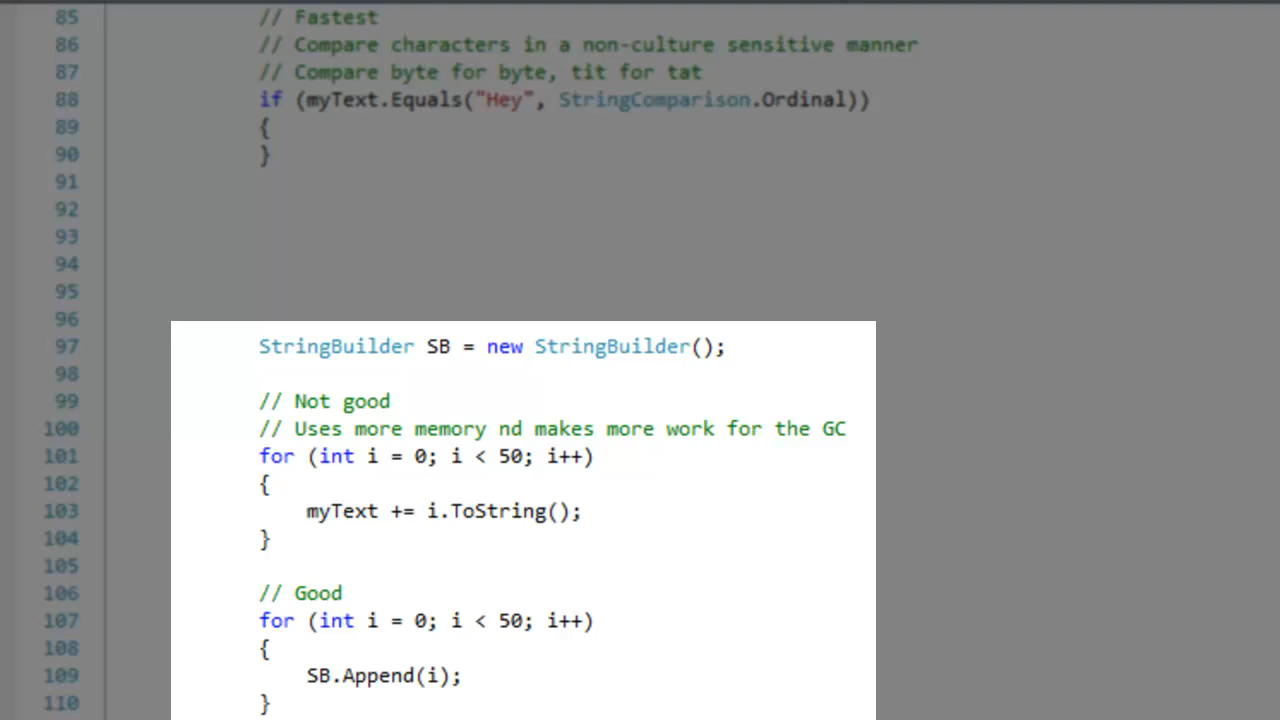 85 // Fastest
86 // Compare characters in a non-culture sensitive manner
87 // Compare byte for byte, tit for tat
88 if (myText.Equals("Hey", StringComparison.Ordinal))
89 {
90 }
91
92
93
94
95
96
97 StringBuilder SB = new StringBuilder();
98
99 // Not good
100 // Uses more memory nd makes more work for the GC
101 for (int i = 0; i < 50; i++)
102 {
103 myText += i.ToString();
104 }
105
106 // Good
107 for (int i = 0; i < 50; i++)
108 {
109 SB.Append(i);
110 }